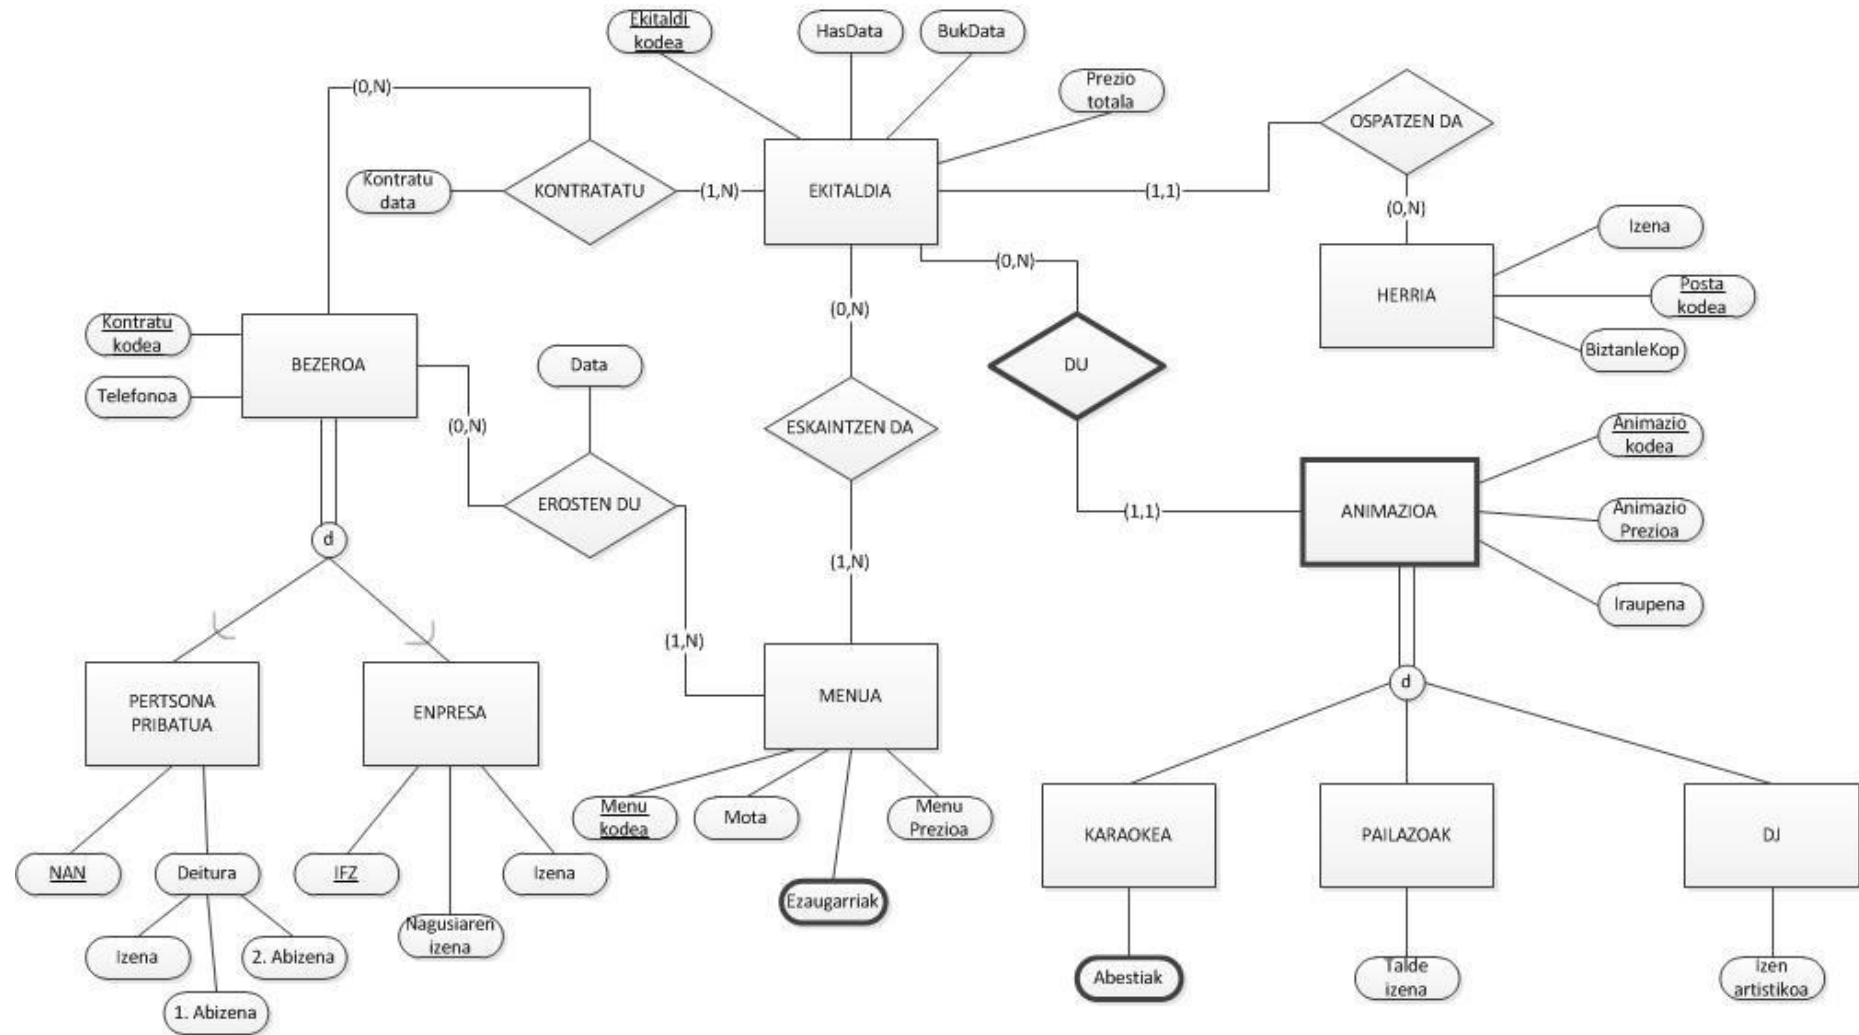 Ekitaldi
kodea
HasData
BukData
Prezio
totala
(0,N)
OSPATZEN DA
Kontratu
data
KONTRATATU
(1,N)
EKITALDIA
(1,1)
(0,N)
Izena
(0,N)
HERRIA
Posta
kodea
BiztanleKop
Kontratu
kodea
Telefonoa
BEZEROA
Data
(0,N)
DU
(0,N)
ESKAINTZEN DA
EROSTEN DU
Animazio
kodea
Animazio
Prezioa
Iraupena
(1,1)
ANIMAZIOA
d
(1,N)
(1,N)
PERTSONA
PRIBATUA
ENPRESA
MENUA
d
NAN
Deitura
IFZ
Izena
Menu
kodea
Mota
Menu
Prezioa
Ezaugarriak
Izena
1. Abizena
2. Abizena
Nagusiaren
izena
KARAOKEA
PAILAZOAK
DJ
Abestiak
Talde
izena
Izen
artistikoa